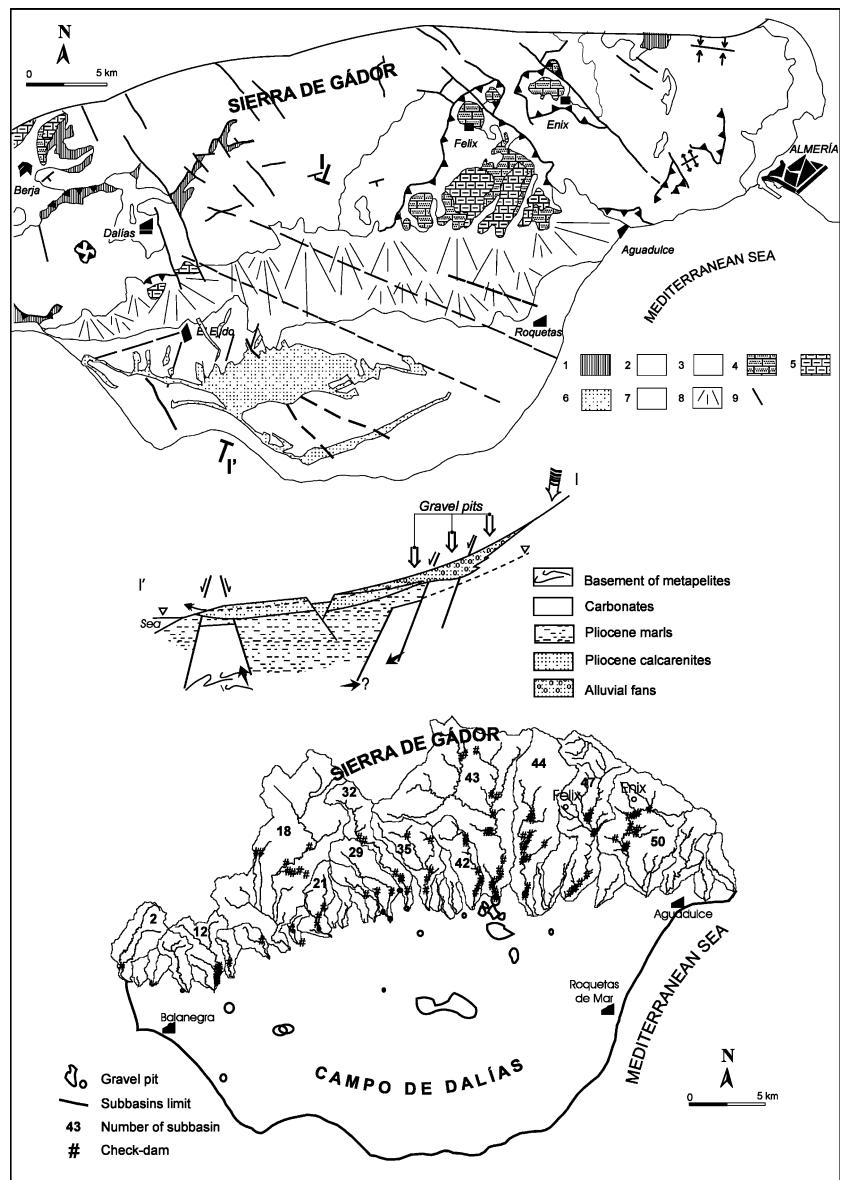 N
0 5 km
SIERRA DE GÁDOR
I
Berja
Dalías
Felix
Enix
ALMERÍA
Aguadulce
MEDITERRANEAN SEA
El Ejido
Roquetas
I'
1 2 3 4 5
6 7 8 9
Gravel pits
I
I'
Sea
?
Basement of metapelites
Carbonates
Pliocene marls
Pliocene calcarenites
Alluvial fans
SIERRA DE GÁDOR
43
44
47
Felix
Enix
32
18
29
35
42
50
21
2
12
Aguadulce
Balanegra
Roquetas
de Mar
MEDITERRANEAN SEA
CAMPO DE DALÍAS
N
0 5 km
Gravel pit
Subbasins limit
43 Number of subbasin
# Check-dam